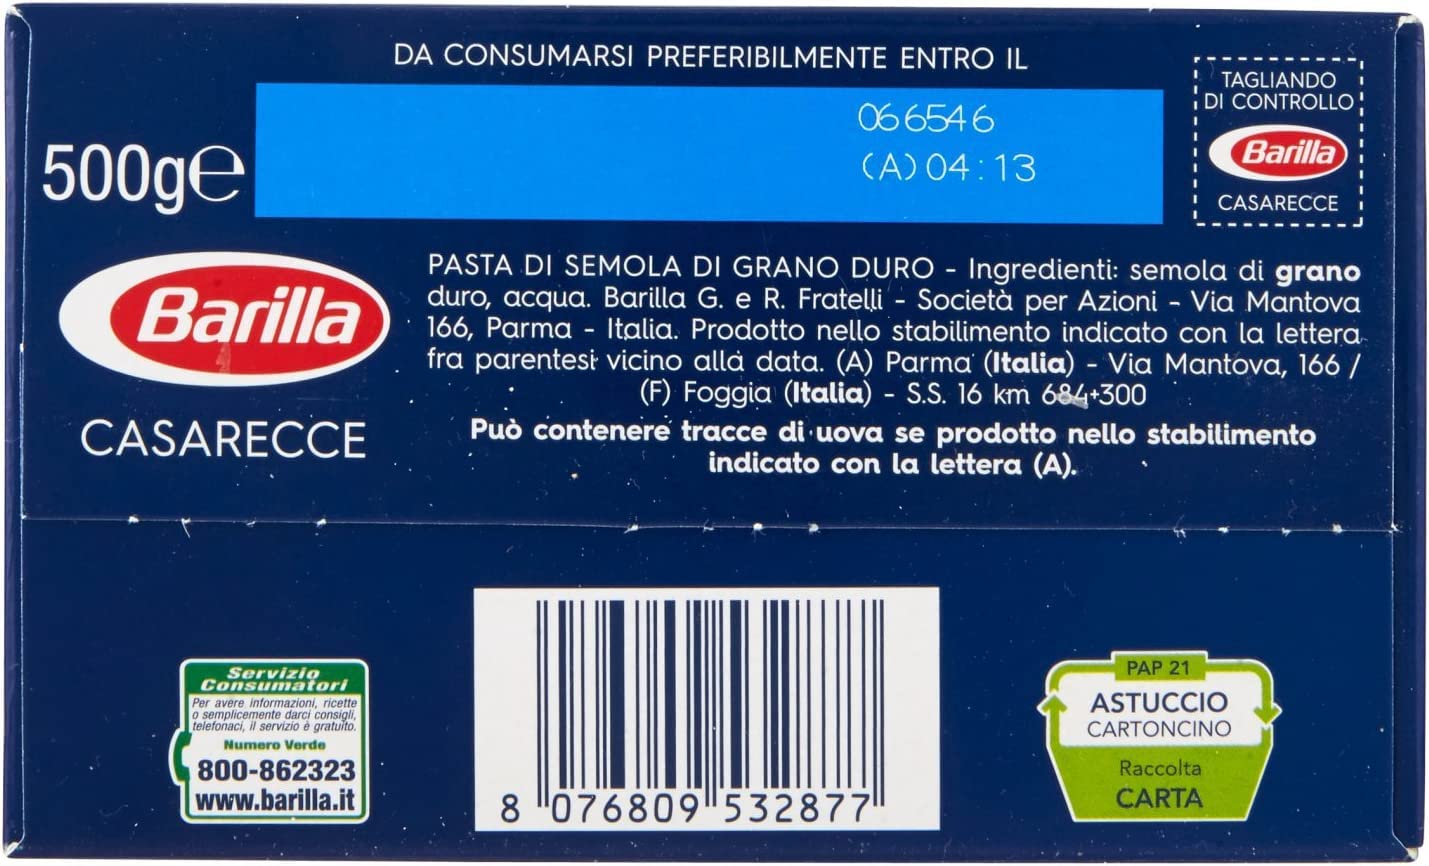 DA CONSUMARSI PREFERIBILMENTE ENTRO IL
066546
(A) 04:13
500g℮
TAGLIANDO
DI CONTROLLO
Barilla
CASARECCE
Barilla
CASARECCE
PASTA DI SEMOLA DI GRANO DURO - Ingredienti: semola di grano
duro, acqua. Barilla G. e R. Fratelli - Società per Azioni - Via Mantova
166, Parma - Italia. Prodotto nello stabilimento indicato con la lettera
fra parentesi vicino alla data. (A) Parma (Italia) - Via Mantova, 166 /
(F) Foggia (Italia) - S.S. 16 km 684+300
Può contenere tracce di uova se prodotto nello stabilimento
indicato con la lettera (A).
Servizio
Consumatori
Per avere informazioni, ricette
o semplicemente darci consigli,
telefonaci, il servizio è gratuito.
Numero Verde
800-862323
www.barilla.it
8 076809 532877
PAP 21
ASTUCCIO
CARTONCINO
Raccolta
CARTA